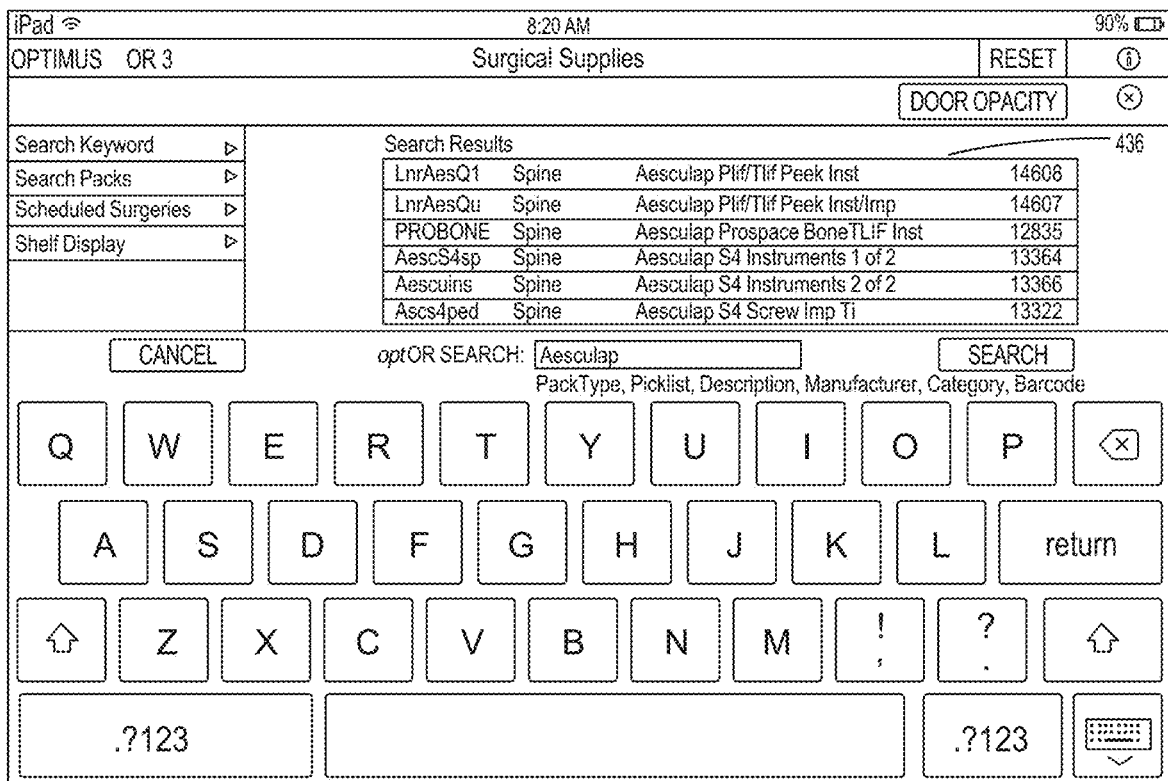 iPad 8:20 AM 90%
OPTIMUS OR 3 Surgical Supplies RESET
DOOR OPACITY
Search Keyword
Search Packs
Scheduled Surgeries
Shelf Display
Search Results 436
LnrAesQ1 Spine Aesculap Plif/Tlif Peek Inst 14608
LnrAesQu Spine Aesculap Plif/Tlif Peek Inst/Imp 14607
PROBONE Spine Aesculap Prospace BoneTLIF Inst 12835
AescS4sp Spine Aesculap S4 Instruments 1 of 2 13364
Aescuins Spine Aesculap S4 Instruments 2 of 2 13366
Ascs4ped Spine Aesculap S4 Screw Imp Ti 13322
CANCEL optOR SEARCH: Aesculap SEARCH
PackType, Picklist, Description, Manufacturer, Category, Barcode
Q W E R T Y U I O P
A S D F G H J K L return
Z X C V B N M ! , ? .
.?123 .?123